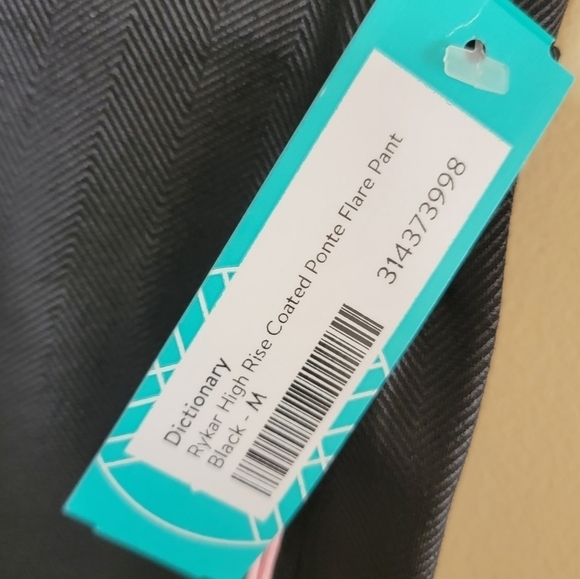 Dictionary
Rykar High Rise Coated Ponte Flare Pant
Black - M
314373998